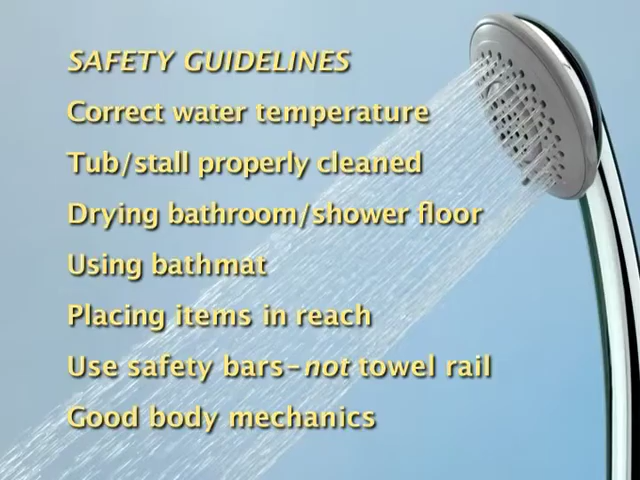 SAFETY GUIDELINES
Correct water temperature
Tub/stall properly cleaned
Drying bathroom/shower floor
Using bathmat
Placing items in reach
Use safety bars-not towel rail
Good body mechanics